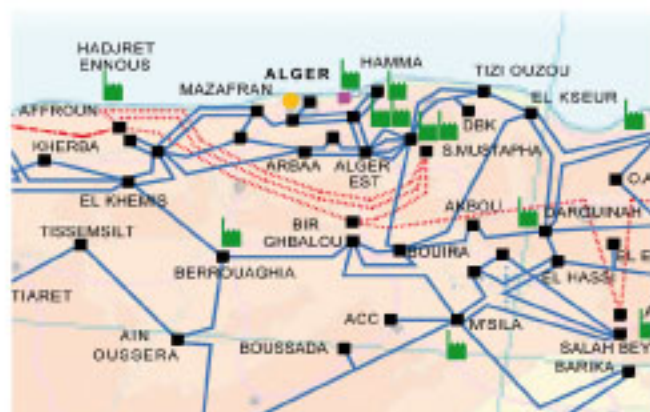 HADJRET
ENNOUS
ALGER
HAMMA
MAZAFRAN
TIZI OUZOU
AFFROUN
EL KSEUR
DBK
KHERBA
ARBAA
ALGER
EST
S.MUSTAPHA
EL KHEMIS
AKBOU
DARQUINAH
TISSEMSILT
BIR
GHBALOU
BOUIRA
BERROUAGHIA
EL HASSI
TIARET
AIN
OUSSERA
ACC
M'SILA
BOUSSADA
SALAH BEY
BARIKA